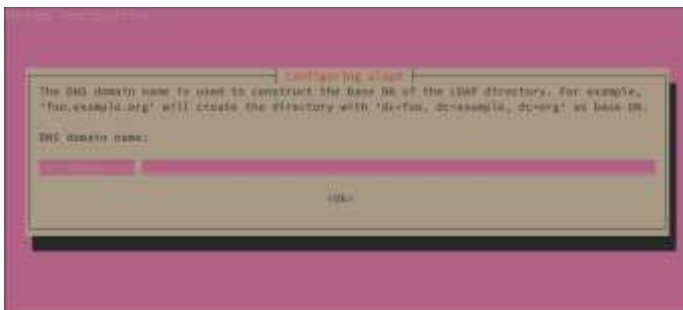 Package configuration
Configuring slapd
The DNS domain name is used to construct the base DN of the LDAP directory. For example,
'foo.example.org' will create the directory with 'dc=foo, dc=example, dc=org' as base DN.
DNS domain name:
<Ok>